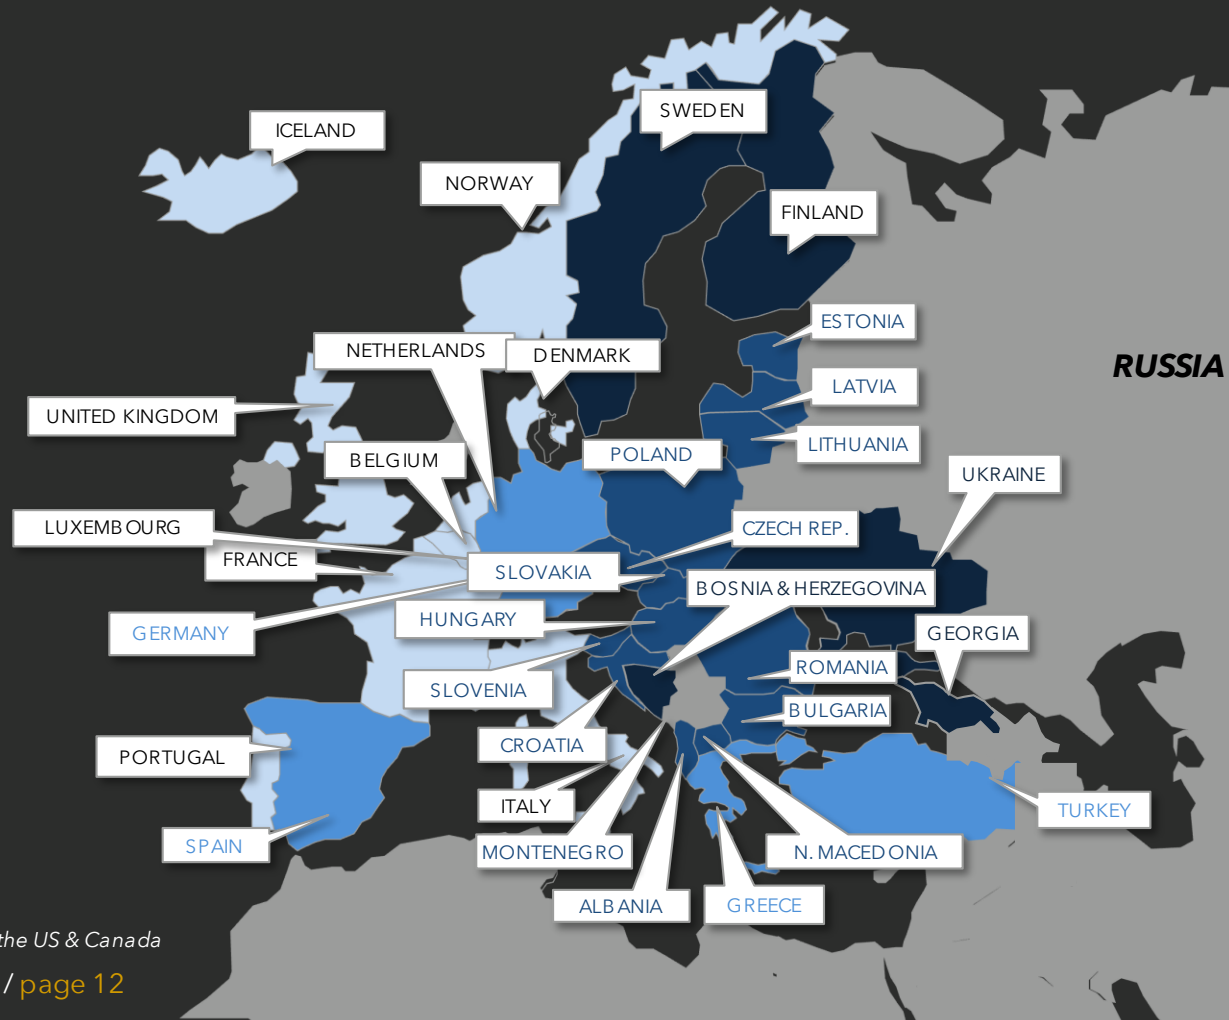 SWEDEN
ICELAND
NORWAY
FINLAND
ESTONIA
NETHERLANDS
DENMARK
RUSSIA
LATVIA
UNITED KINGDOM
LITHUANIA
POLAND
BELGIUM
UKRAINE
LUXEMBOURG
CZECH REP.
FRANCE
SLOVAKIA
BOSNIA & HERZEGOVINA
HUNGARY
GERMANY
GEORGIA
ROMANIA
SLOVENIA
BULGARIA
CROATIA
PORTUGAL
ITALY
TURKEY
SPAIN
MONTENEGRO
N. MACEDONIA
ALBANIA
GREECE
the US & Canada
/ page 12